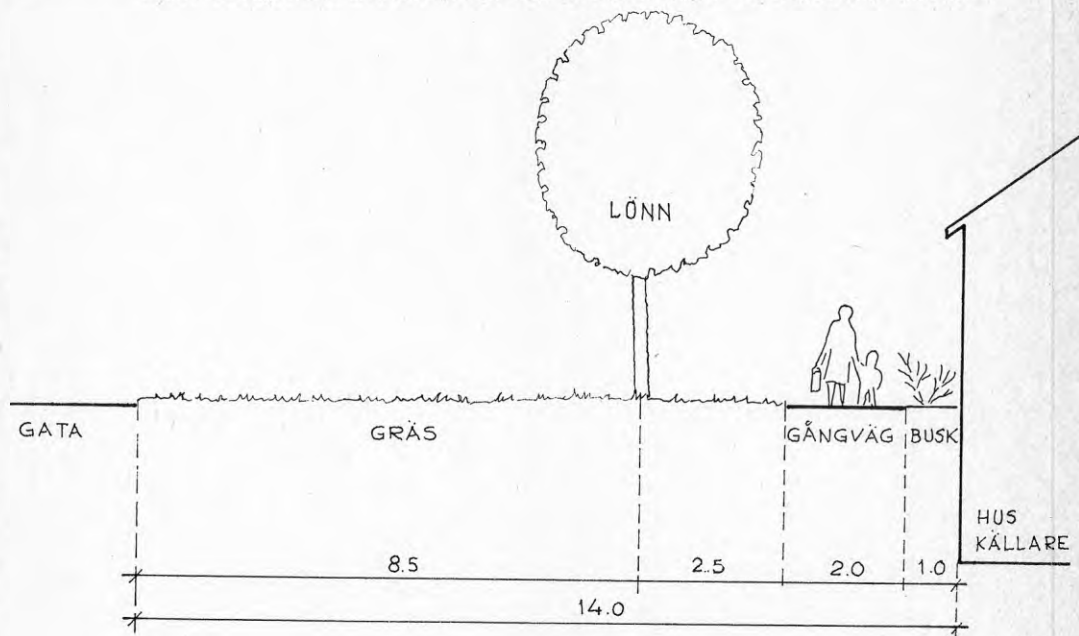 LÖNN
GATA
GRÄS
GÅNGVÄG
BUSK
HUS
KÄLLARE
8.5
2.5
2.0
1.0
14.0